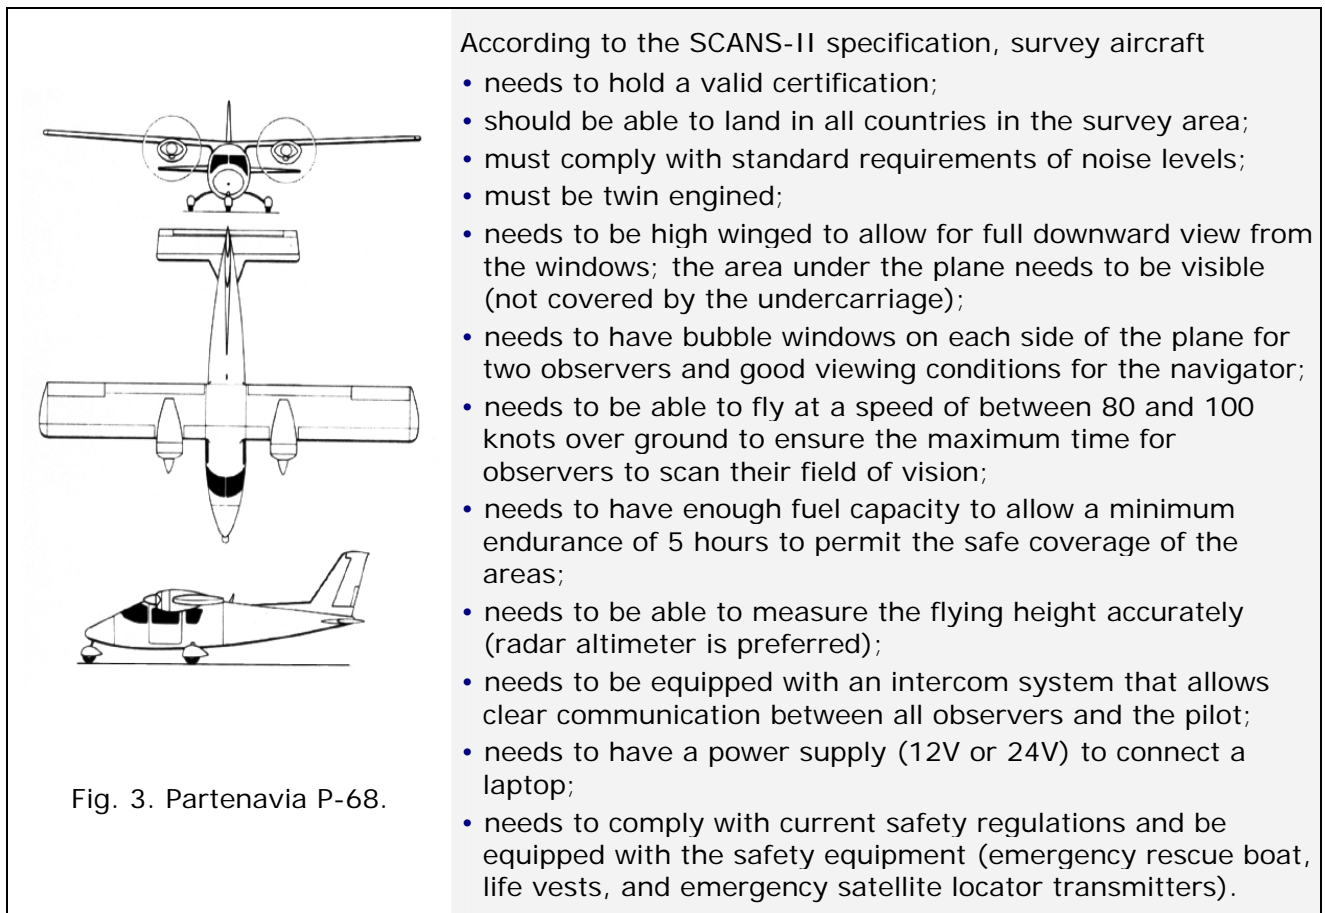 According to the SCANS-II specification, survey aircraft
• needs to hold a valid certification;
• should be able to land in all countries in the survey area;
• must comply with standard requirements of noise levels;
• must be twin engined;
• needs to be high winged to allow for full downward view from
the windows; the area under the plane needs to be visible
(not covered by the undercarriage);
• needs to have bubble windows on each side of the plane for
two observers and good viewing conditions for the navigator;
• needs to be able to fly at a speed of between 80 and 100
knots over ground to ensure the maximum time for
observers to scan their field of vision;
• needs to have enough fuel capacity to allow a minimum
endurance of 5 hours to permit the safe coverage of the
areas;
• needs to be able to measure the flying height accurately
(radar altimeter is preferred);
• needs to be equipped with an intercom system that allows
clear communication between all observers and the pilot;
• needs to have a power supply (12V or 24V) to connect a
laptop;
• needs to comply with current safety regulations and be
equipped with the safety equipment (emergency rescue boat,
life vests, and emergency satellite locator transmitters).
Fig. 3. Partenavia P-68.